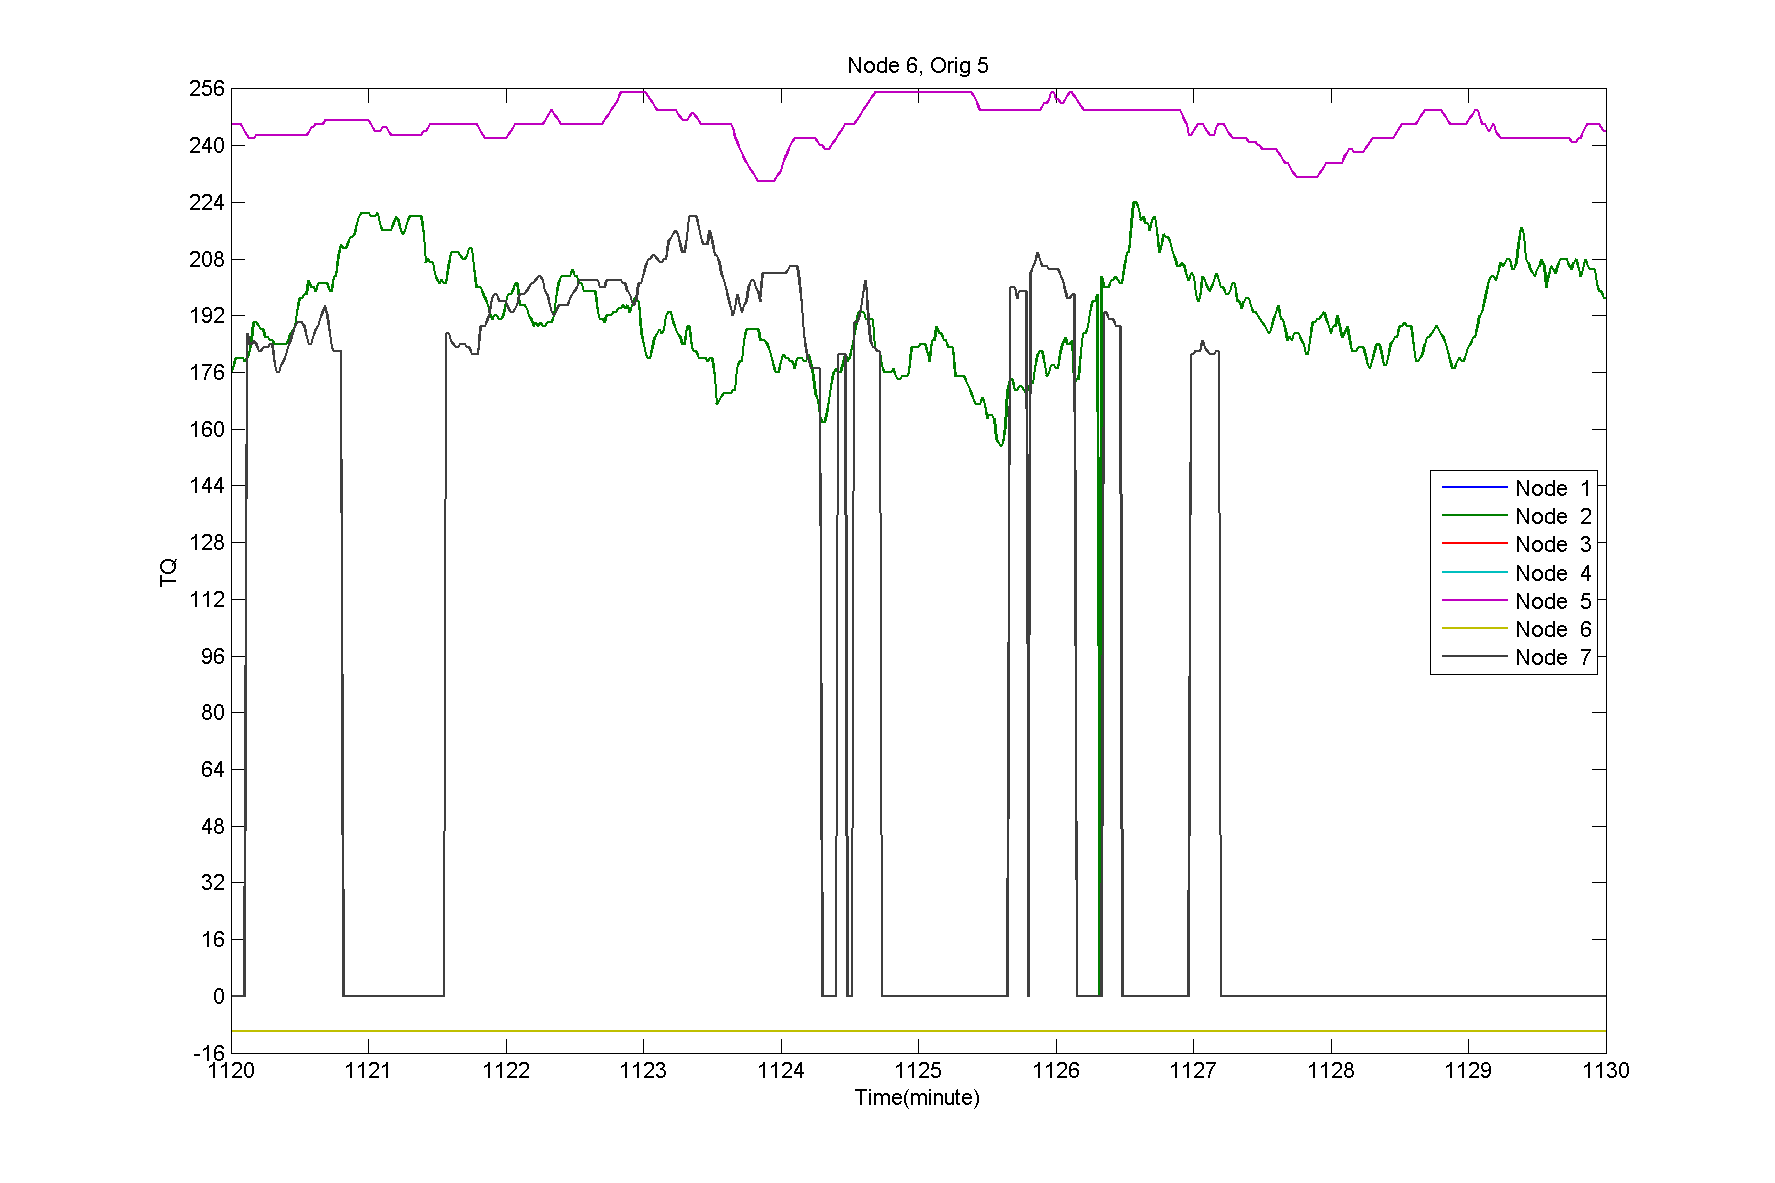 Node 6, Orig 5
256
240
224
208
192
176
160
144
128
112
96
80
64
48
32
16
0
-16
TQ
Node 1
Node 2
Node 3
Node 4
Node 5
Node 6
Node 7
1120 1121 1122 1123 1124 1125 1126 1127 1128 1129 1130
Time(minute)